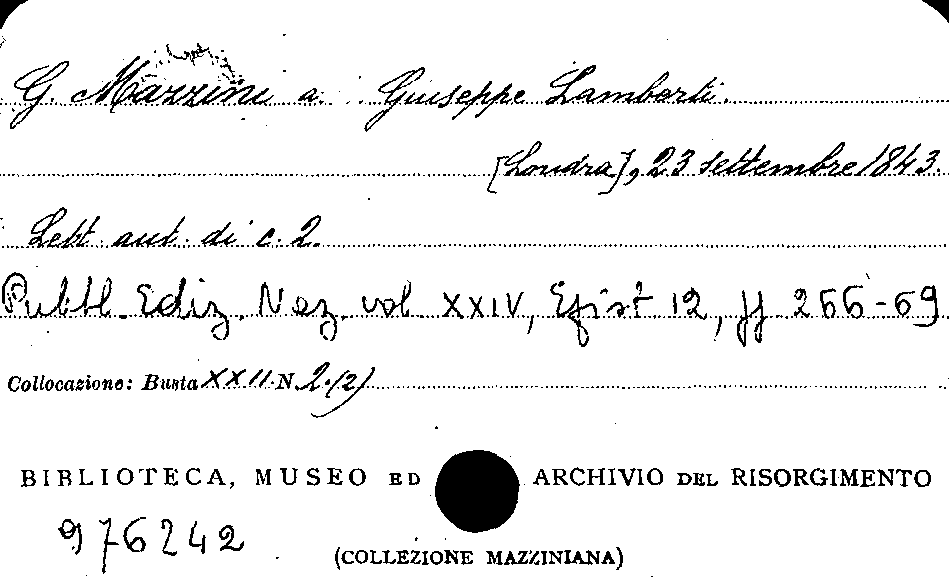 G. Mazzini a Giuseppe Lamberti.
[Londra], 23 settembre 1843.
Lett. aut. di c. 2.
Pubbl. Ediz. Naz. vol XXIV, Epist 12, pp 266-69
Collocazione: Busta XXII N. 2.(2)
BIBLIOTECA, MUSEO ED ARCHIVIO DEL RISORGIMENTO
976242
(COLLEZIONE MAZZINIANA)